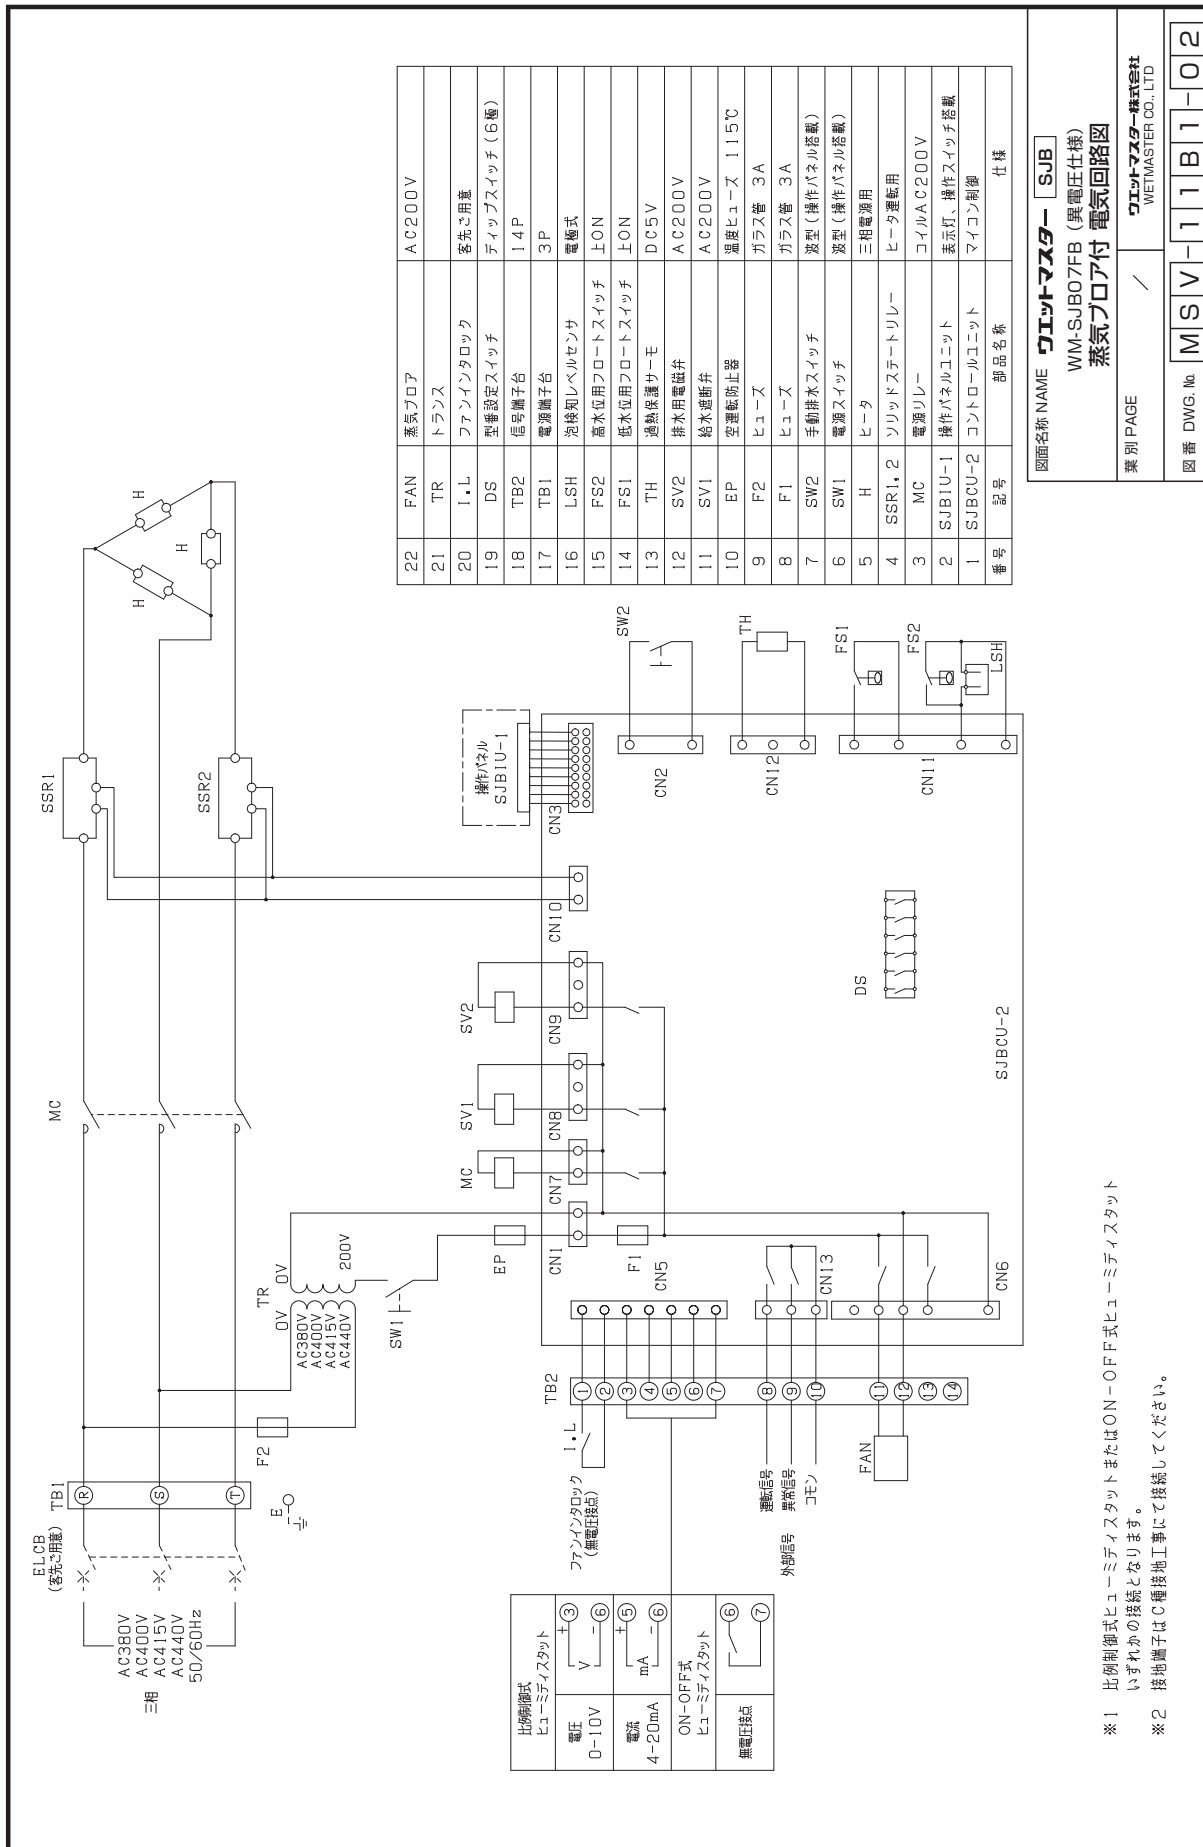 ELCB
(客先ご用意)
三相
AC380V
AC400V
AC415V
AC440V
50/60Hz
TB1
R
S
T
E
F2
TR
0V
0V
AC380V
AC400V
AC415V
AC440V
200V
SW1
MC
SSR1
SSR2
H
H
H
EP
MC
SV1
SV2
CN1
CN7
CN8
CN9
CN10
CN3
操作パネル
SJBIU-1
F1
CN5
CN13
CN6
DS
SJBCU-2
CN2
CN12
CN11
SW2
TH
FS1
FS2
LSH
TB2
1
2
3
4
5
6
7
8
9
10
11
12
13
14
I.L
ファンインタロック
(無電圧接点)
外部信号
運転信号
異常信号
コモン
FAN
比例制御式
ヒューミディスタット
電圧
0-10V
+
V
-
3
6
電流
4-20mA
+
mA
-
5
6
ON-OFF式
ヒューミディスタット
無電圧接点
6
7
※1 比例制御式ヒューミディスタットまたはON-OFF式ヒューミディスタット
いずれかの接続となります。
※2 接地端子はC種接地工事にて接続してください。
22 FAN 蒸気ブロア AC200V
21 TR トランス
20 I.L ファンインタロック 客先ご用意
19 DS 型番設定スイッチ ディップスイッチ(6極)
18 TB2 信号端子台 14P
17 TB1 電源端子台 3P
16 LSH 泡検知レベルセンサ 電極式
15 FS2 高水位用フロートスイッチ 上ON
14 FS1 低水位用フロートスイッチ 上ON
13 TH 過熱保護サーモ DC5V
12 SV2 排水用電磁弁 AC200V
11 SV1 給水遮断弁 AC200V
10 EP 空運転防止器 温度ヒューズ 115℃
9 F2 ヒューズ ガラス管 3A
8 F1 ヒューズ ガラス管 3A
7 SW2 手動排水スイッチ 波型(操作パネル搭載)
6 SW1 電源スイッチ 波型(操作パネル搭載)
5 H ヒータ 三相電源用
4 SSR1,2 ソリッドステートリレー ヒータ運転用
3 MC 電源リレー コイルAC200V
2 SJBIU-1 操作パネルユニット 表示灯、操作スイッチ搭載
1 SJBCU-2 コントロールユニット マイコン制御
番号 記号 部品名称 仕様
図面名称 NAME ウエットマスター SJB
WM-SJB07FB(異電圧仕様)
蒸気ブロア付 電気回路図
葉別 PAGE /
ウエットマスター株式会社
WETMASTER CO., LTD
図番 DWG. № MSV-11B1-02